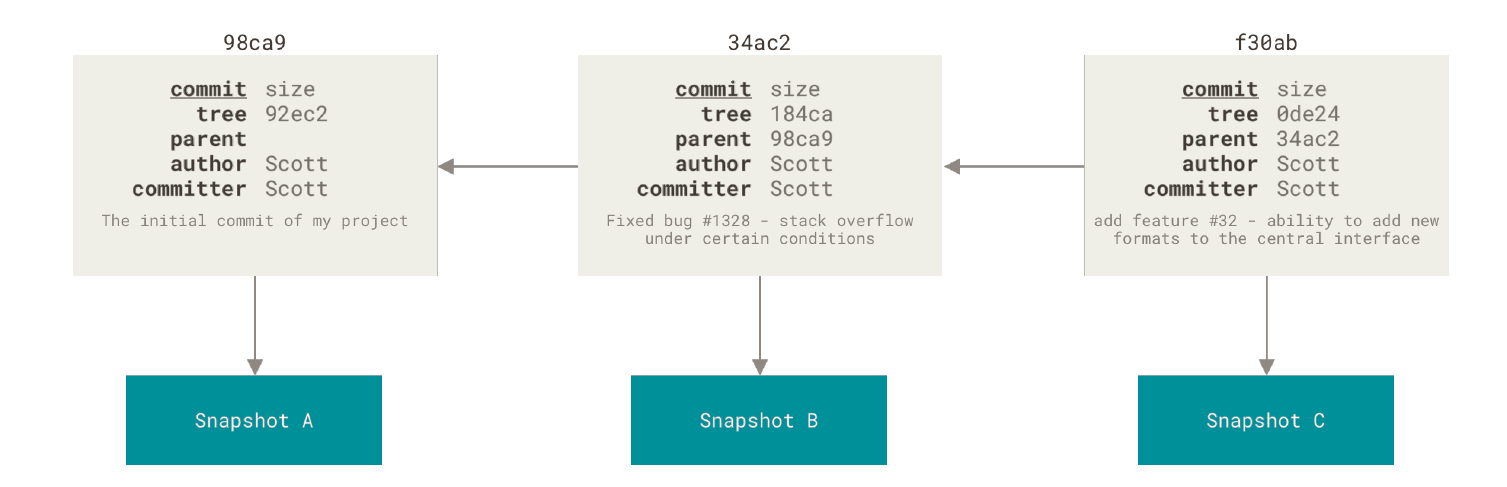 98ca9
commit size
tree 92ec2
parent
author Scott
committer Scott
The initial commit of my project
Snapshot A
34ac2
commit size
tree 184ca
parent 98ca9
author Scott
committer Scott
Fixed bug #1328 - stack overflow
under certain conditions
Snapshot B
f30ab
commit size
tree 0de24
parent 34ac2
author Scott
committer Scott
add feature #32 - ability to add new
formats to the central interface
Snapshot C